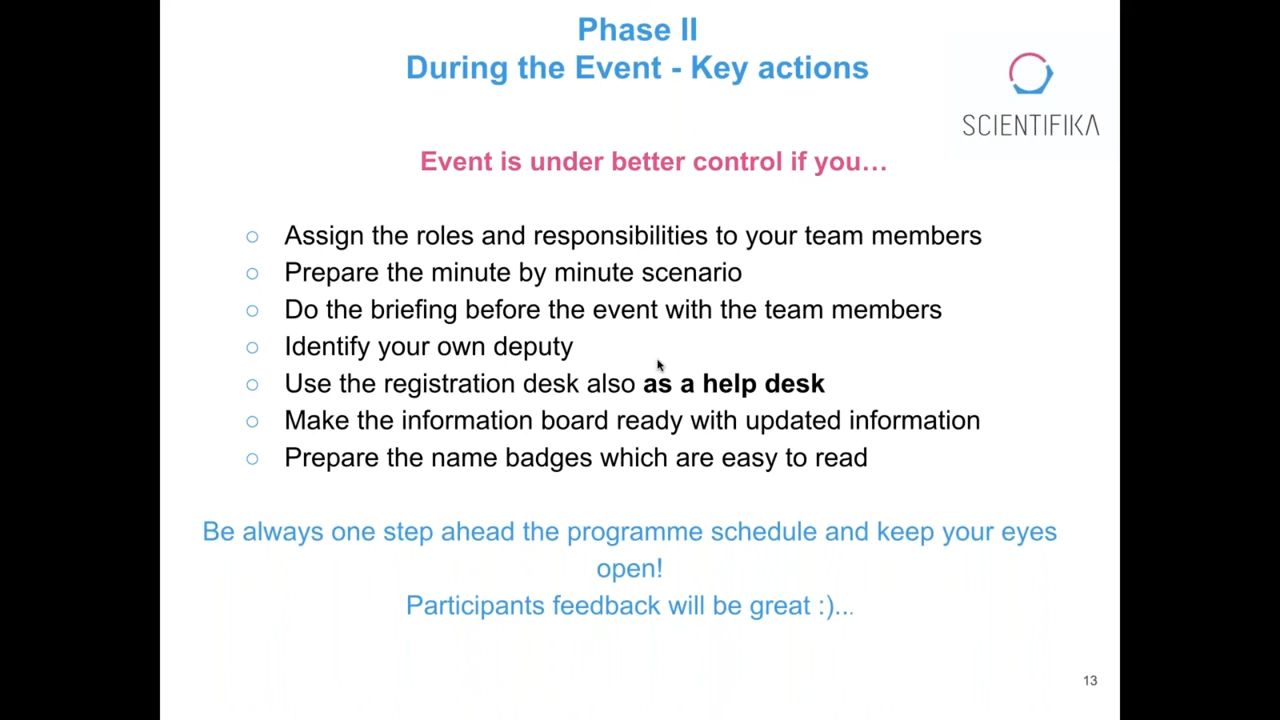 Phase II
During the Event - Key actions
SCIENTIFIKA
Event is under better control if you…
○ Assign the roles and responsibilities to your team members
○ Prepare the minute by minute scenario
○ Do the briefing before the event with the team members
○ Identify your own deputy
○ Use the registration desk also as a help desk
○ Make the information board ready with updated information
○ Prepare the name badges which are easy to read
Be always one step ahead the programme schedule and keep your eyes
open!
Participants feedback will be great :)...
13